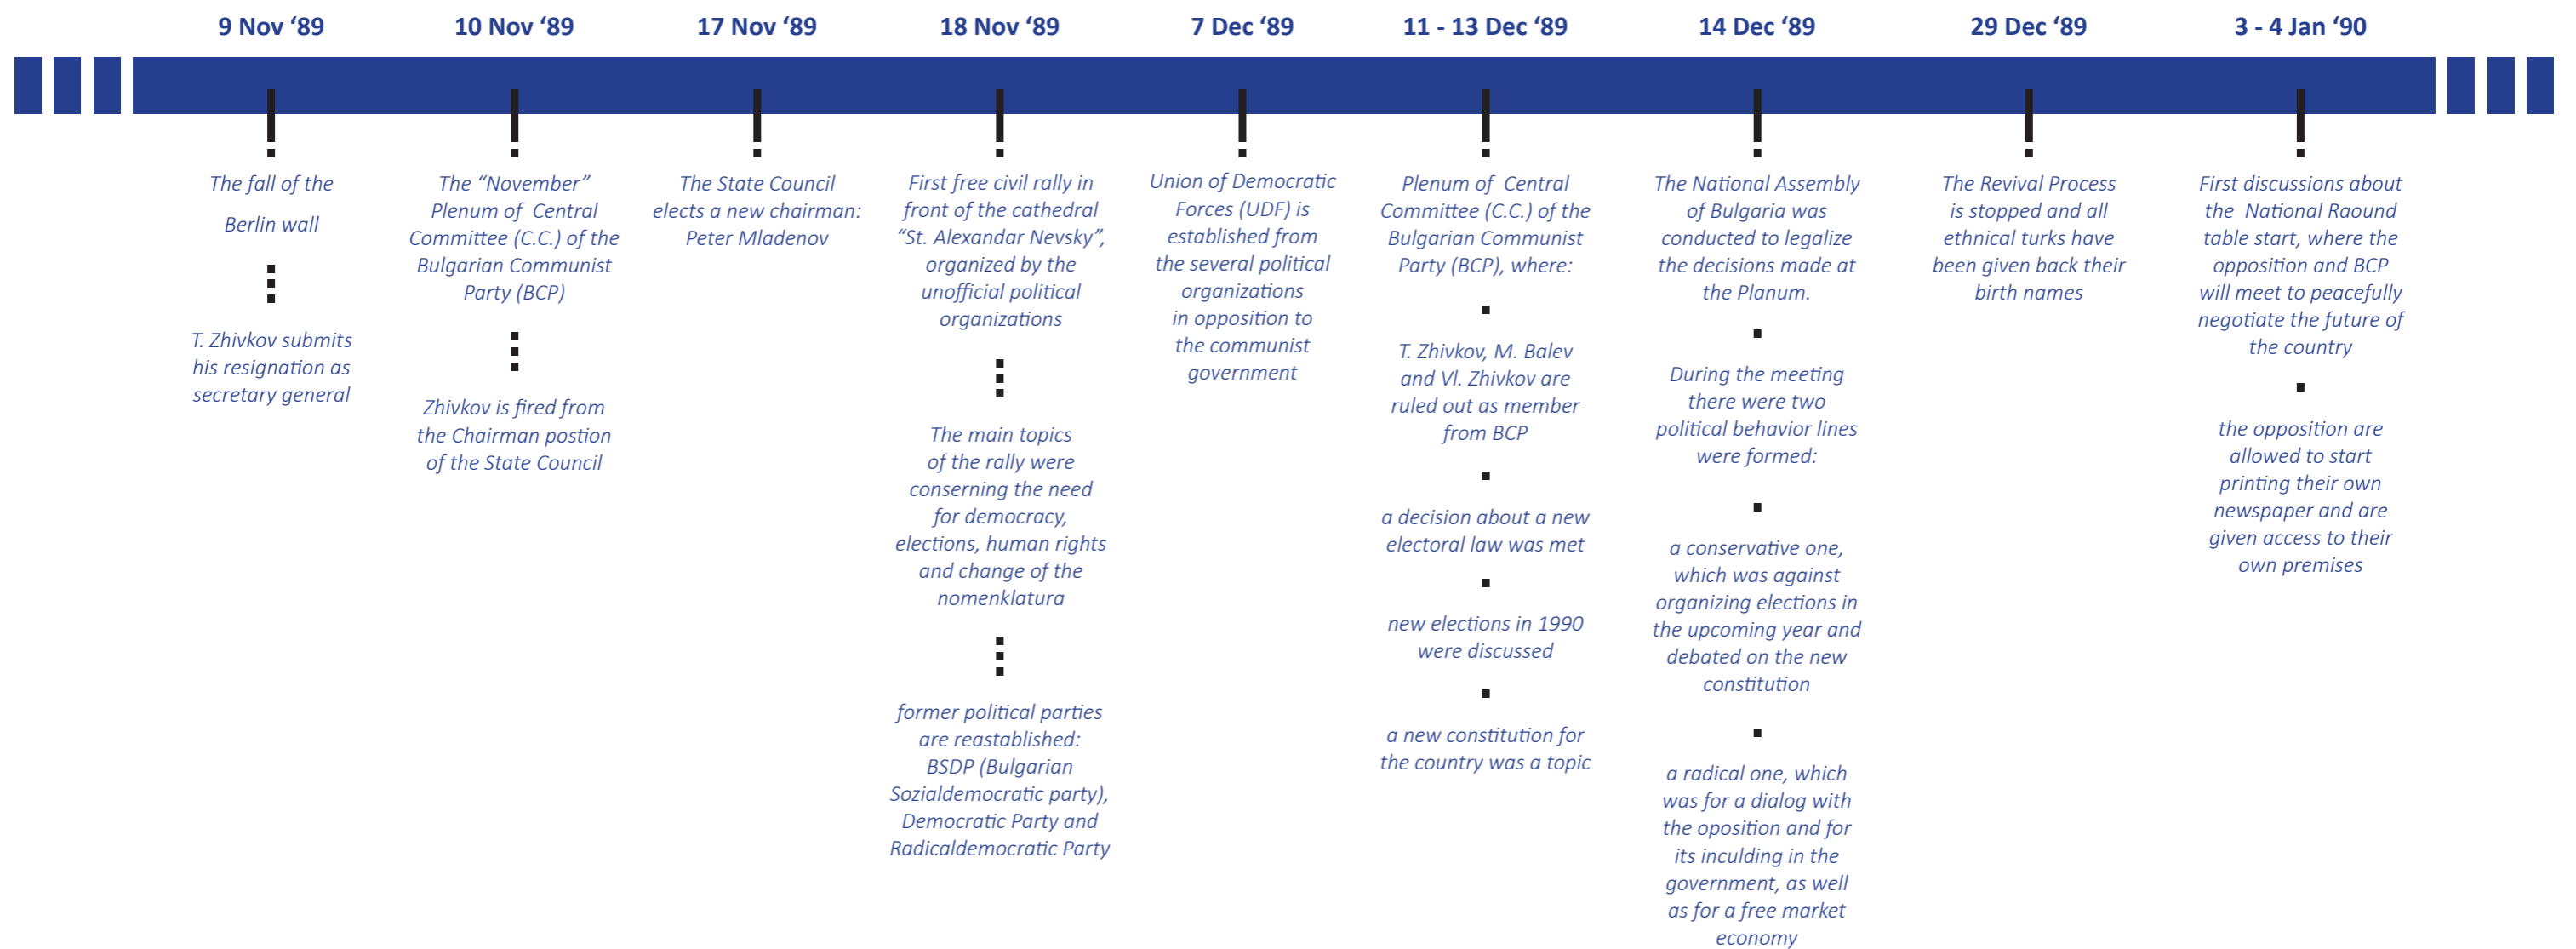 9 Nov ‘89
10 Nov ‘89
17 Nov ‘89
18 Nov ‘89
7 Dec ‘89
11 - 13 Dec ‘89
14 Dec ‘89
29 Dec ‘89
3 - 4 Jan ‘90
The fall of the
Berlin wall
T. Zhivkov submits
his resignation as
secretary general
The “November”
Plenum of Central
Committee (C.C.) of the
Bulgarian Communist
Party (BCP)
Zhivkov is fired from
the Chairman postion
of the State Council
The State Council
elects a new chairman:
Peter Mladenov
First free civil rally in
front of the cathedral
“St. Alexandar Nevsky”,
organized by the
unofficial political
organizations
The main topics
of the rally were
conserning the need
for democracy,
elections, human rights
and change of the
nomenklatura
former political parties
are reastablished:
BSDP (Bulgarian
Sozialdemocratic party),
Democratic Party and
Radicaldemocratic Party
Union of Democratic
Forces (UDF) is
established from
the several political
organizations
in opposition to
the communist
government
Plenum of Central
Committee (C.C.) of the
Bulgarian Communist
Party (BCP), where:
T. Zhivkov, M. Balev
and Vl. Zhivkov are
ruled out as member
from BCP
a decision about a new
electoral law was met
new elections in 1990
were discussed
a new constitution for
the country was a topic
The National Assembly
of Bulgaria was
conducted to legalize
the decisions made at
the Planum.
During the meeting
there were two
political behavior lines
were formed:
a conservative one,
which was against
organizing elections in
the upcoming year and
debated on the new
constitution
a radical one, which
was for a dialog with
the oposition and for
its inculding in the
government, as well
as for a free market
economy
The Revival Process
is stopped and all
ethnical turks have
been given back their
birth names
First discussions about
the National Raound
table start, where the
opposition and BCP
will meet to peacefully
negotiate the future of
the country
the opposition are
allowed to start
printing their own
newspaper and are
given access to their
own premises